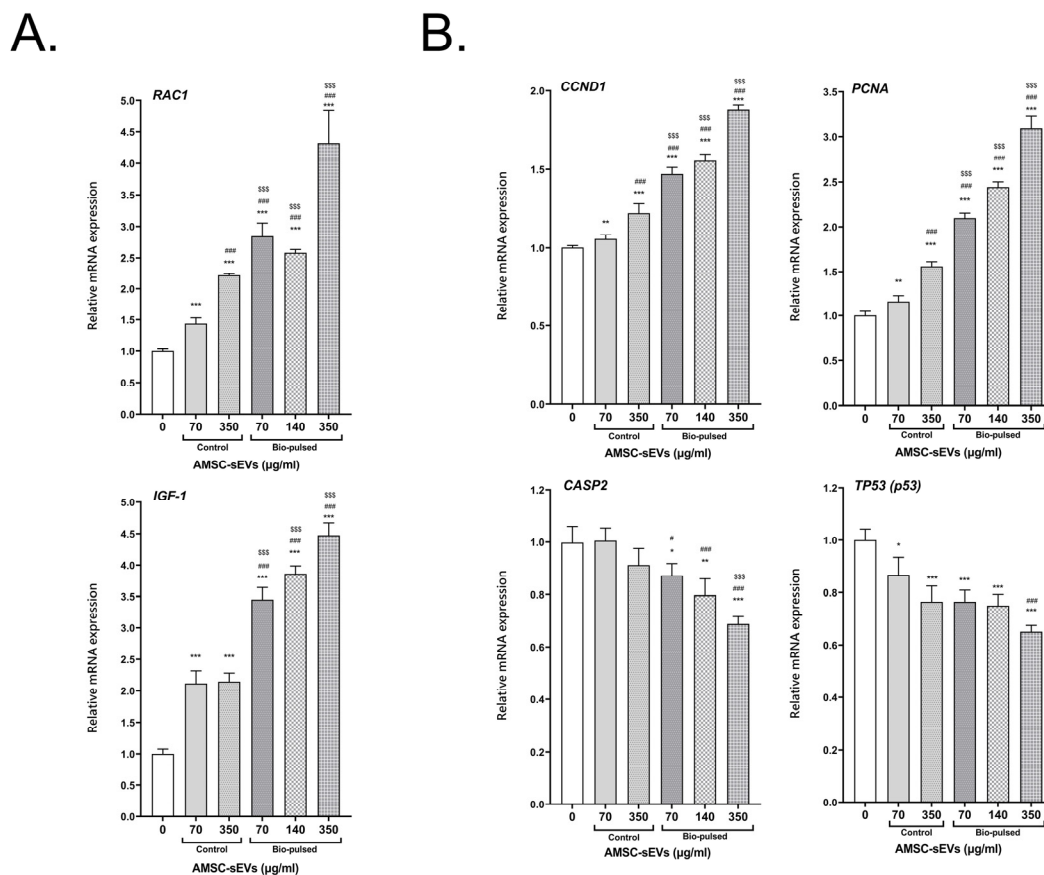 A.
B.
RAC1
Relative mRNA expression
5.0
4.5
4.0
3.5
3.0
2.5
2.0
1.5
1.0
0.5
0.0
***
### ***
$$$ ### ***
$$$ ### ***
$$$ ### ***
0 70 350 70 140 350
Control Bio-pulsed
AMSC-sEVs (µg/ml)
CCND1
Relative mRNA expression
2.0
1.5
1.0
0.5
0.0
**
### ***
$$$ ### ***
$$$ ### ***
$$$ ### ***
0 70 350 70 140 350
Control Bio-pulsed
AMSC-sEVs (µg/ml)
PCNA
Relative mRNA expression
3.5
3.0
2.5
2.0
1.5
1.0
0.5
0.0
**
### ***
$$$ ### ***
$$$ ### ***
$$$ ### ***
0 70 350 70 140 350
Control Bio-pulsed
AMSC-sEVs (µg/ml)
IGF-1
Relative mRNA expression
5.0
4.5
4.0
3.5
3.0
2.5
2.0
1.5
1.0
0.5
0.0
***
***
$$$ ### ***
$$$ ### ***
$$$ ### ***
0 70 350 70 140 350
Control Bio-pulsed
AMSC-sEVs (µg/ml)
CASP2
Relative mRNA expression
1.2
1.0
0.8
0.6
0.4
0.2
0.0
# *
### **
$$$ ### ***
0 70 350 70 140 350
Control Bio-pulsed
AMSC-sEVs (µg/ml)
TP53 (p53)
Relative mRNA expression
1.2
1.0
0.8
0.6
0.4
0.2
0.0
*
***
***
***
### ***
0 70 350 70 140 350
Control Bio-pulsed
AMSC-sEVs (µg/ml)